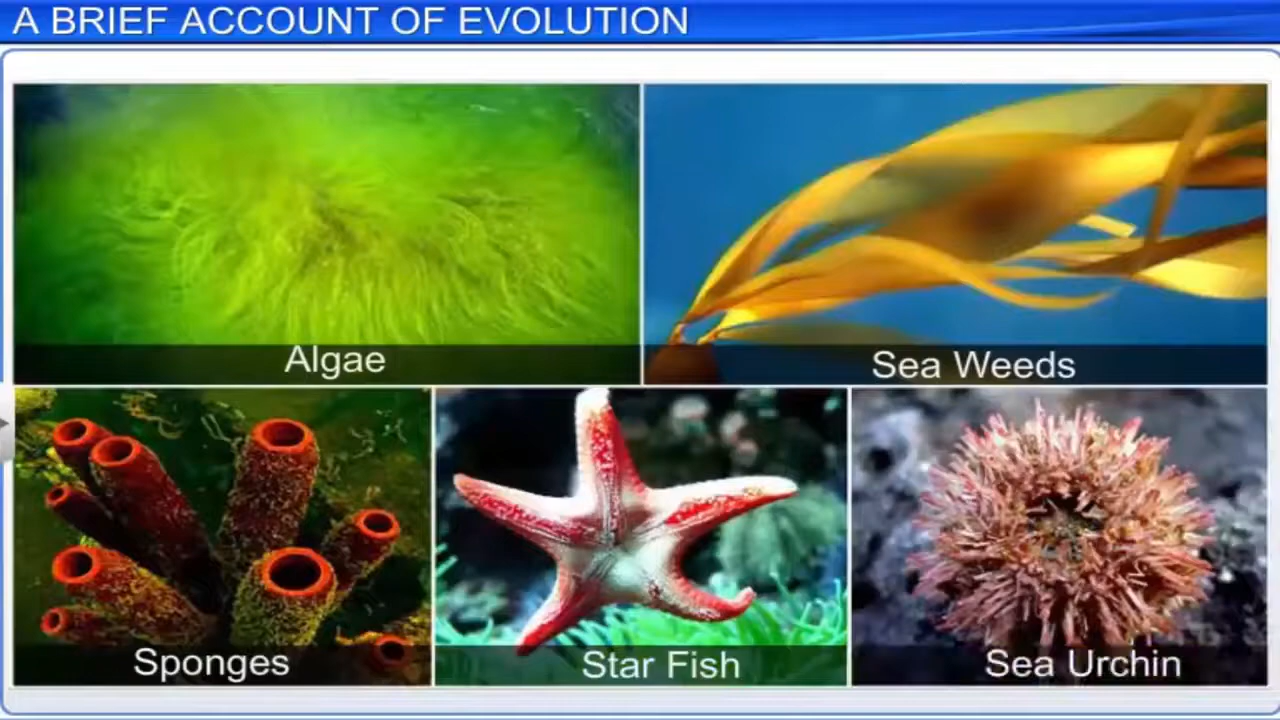 A BRIEF ACCOUNT OF EVOLUTION
Algae
Sea Weeds
Sponges
Star Fish
Sea Urchin